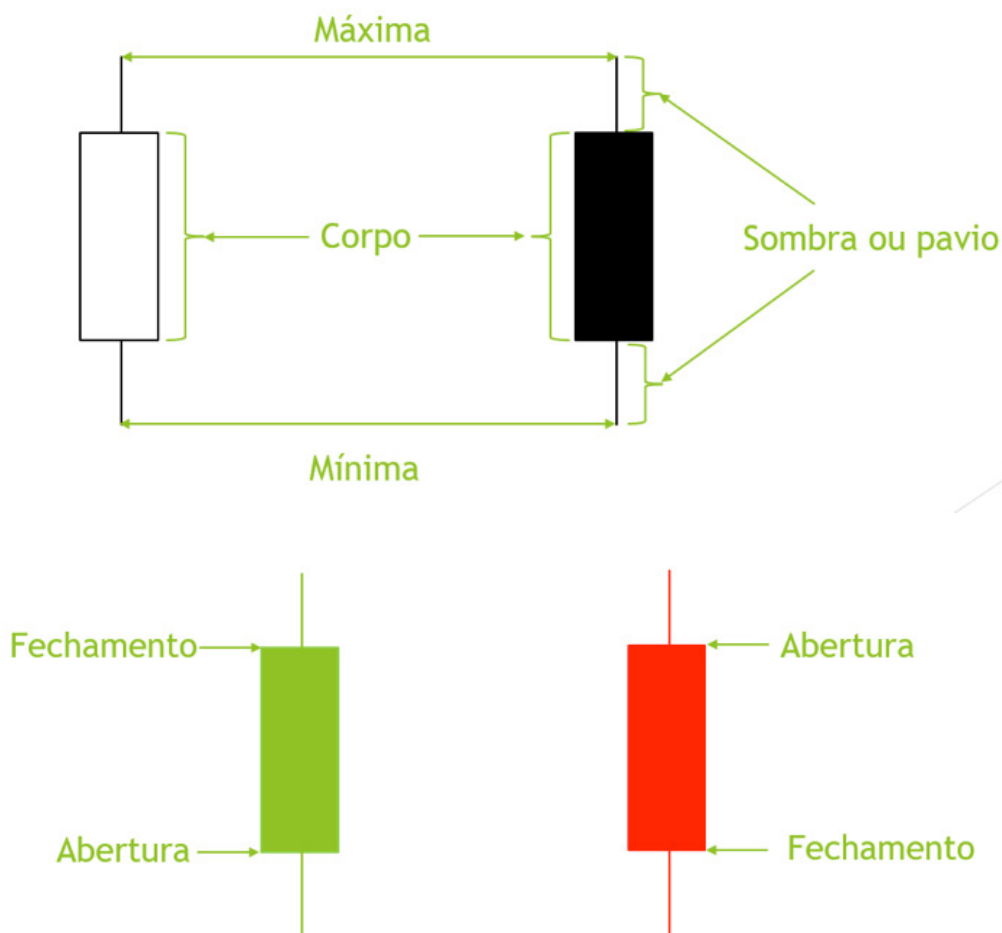 Máxima
Corpo
Sombra ou pavio
Mínima
Fechamento
Abertura
Abertura
Fechamento